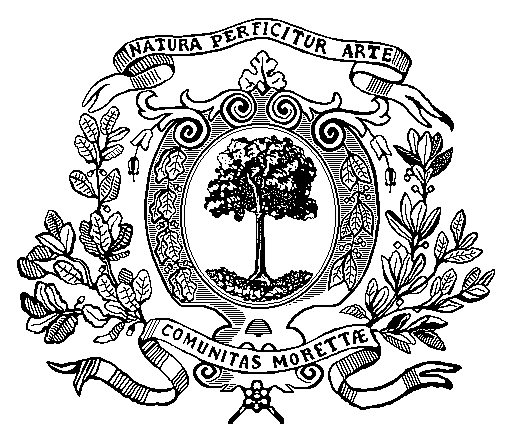 NATURA PERFICITUR ARTE
COMUNITAS MORETTÆ